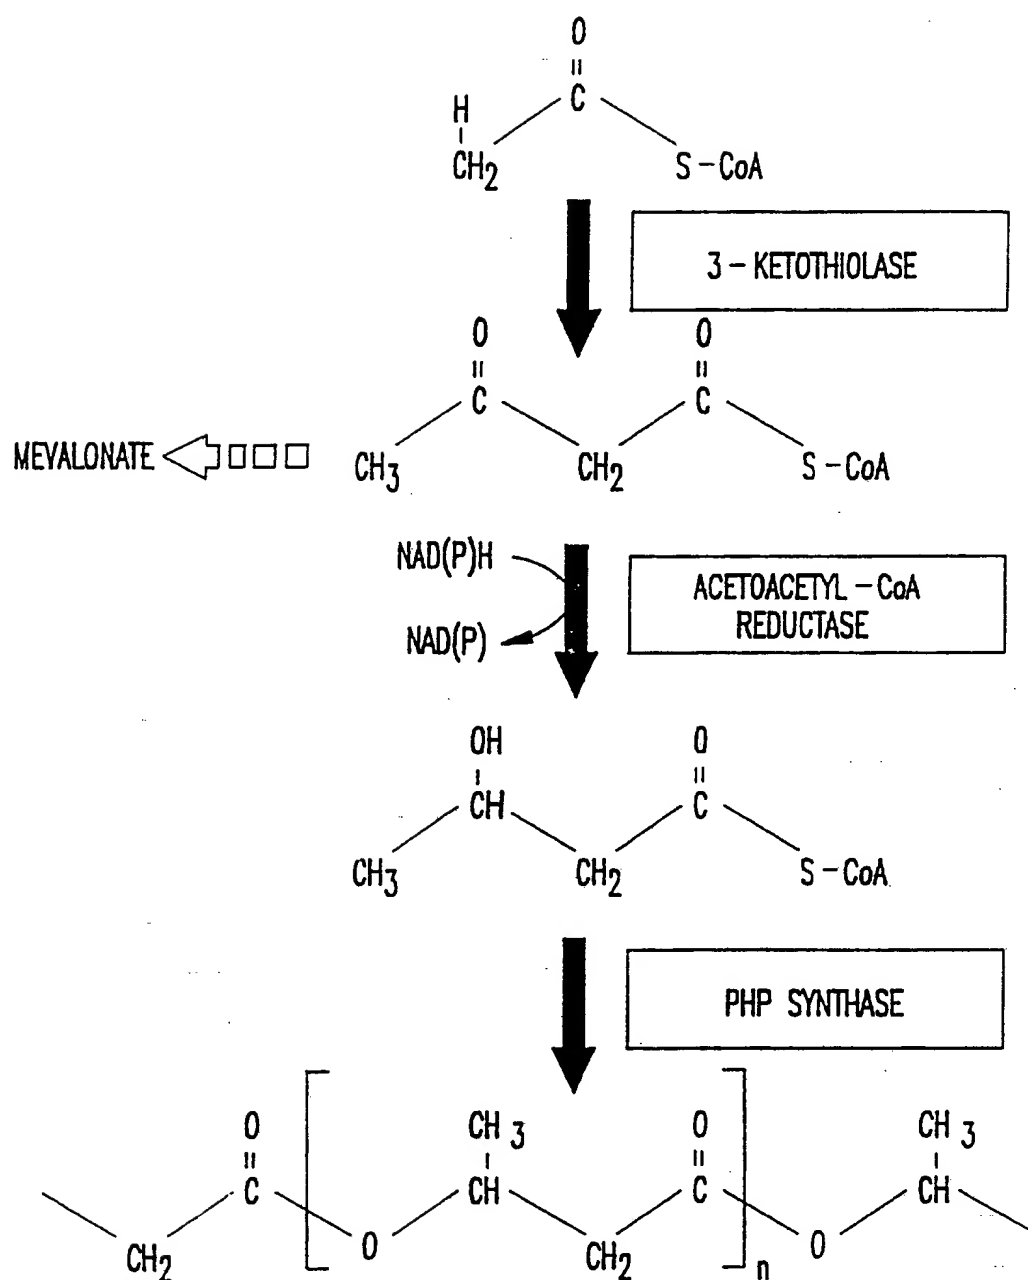 O
C
H
CH2
S-CoA
3-KETOTHIOLASE
O
O
C
C
MEVALONATE
CH3
CH2
S-CoA
NAD(P)H
NAD(P)
ACETOACETYL-CoA
REDUCTASE
OH
O
CH
C
CH3
CH2
S-CoA
PHP SYNTHASE
O
CH3
O
CH3
C
CH
C
CH
CH2
O
CH2
O
n